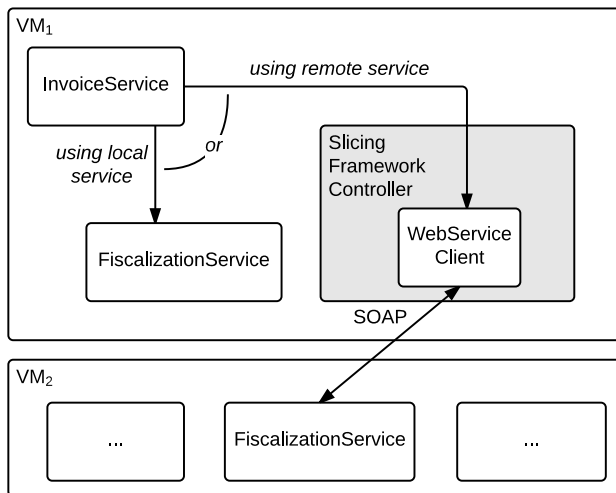 VM₁
InvoiceService
using remote service
or
using local
service
Slicing
Framework
Controller
FiscalizationService
WebService
Client
SOAP
VM₂
...
FiscalizationService
...